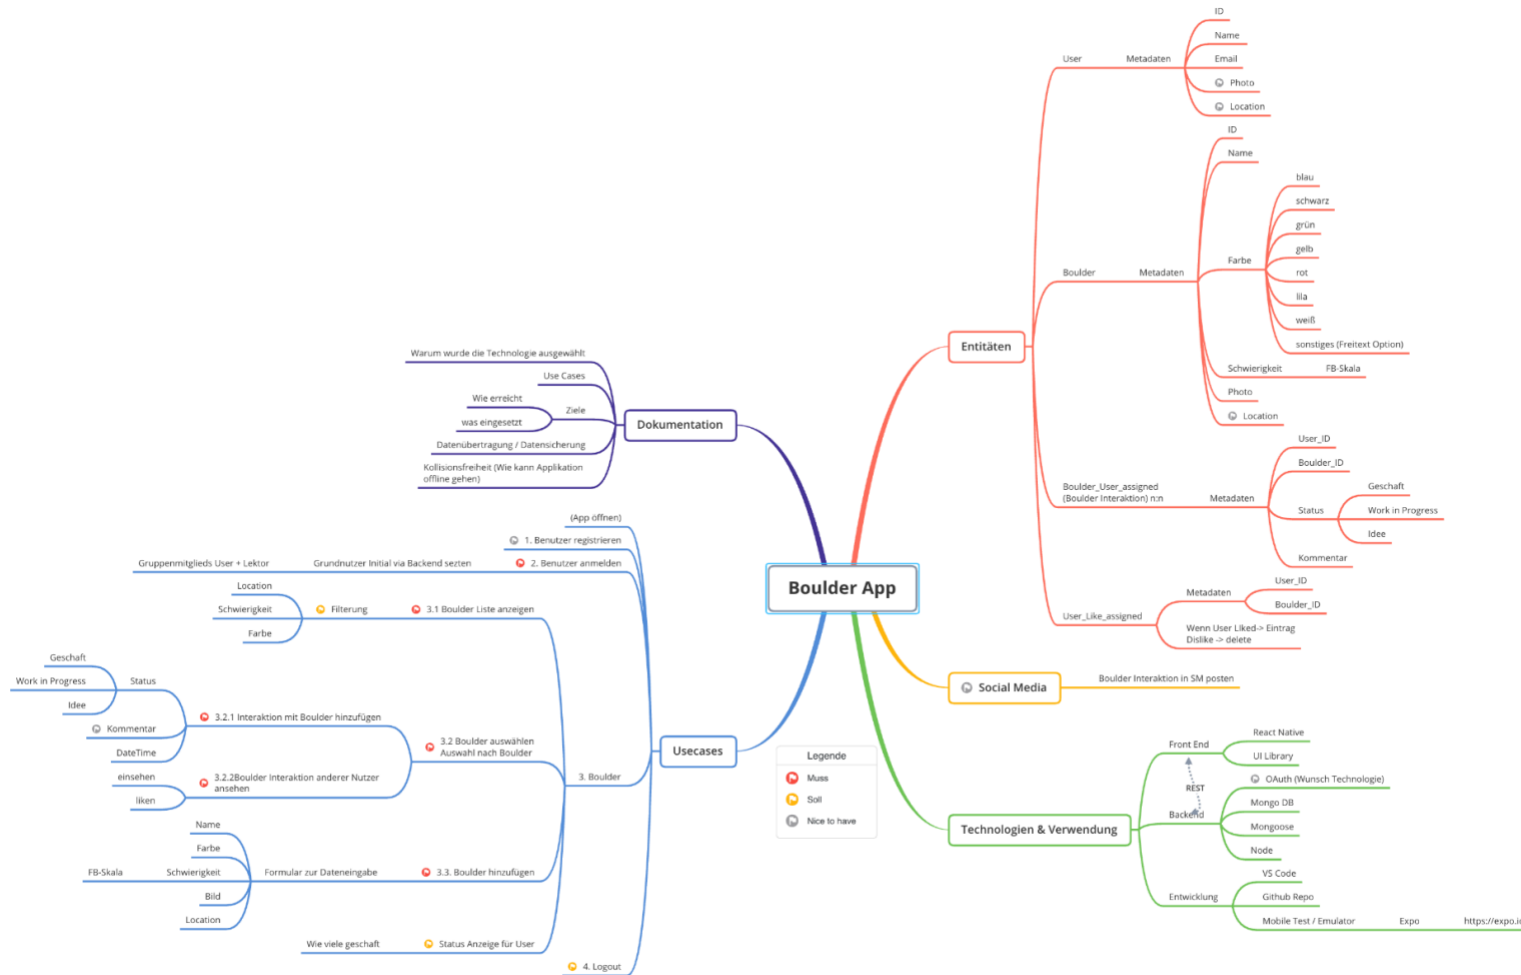 Boulder App
Entitäten
User
Metadaten
ID
Name
Email
Photo
Location
Boulder
Metadaten
ID
Name
Farbe
blau
schwarz
grün
gelb
rot
lila
weiß
sonstiges (Freitext Option)
Schwierigkeit
FB-Skala
Photo
Location
Boulder_User_assigned
(Boulder Interaktion) n:n
Metadaten
User_ID
Boulder_ID
Status
Geschaft
Work in Progress
Idee
Kommentar
User_Like_assigned
Metadaten
User_ID
Boulder_ID
Wenn User Liked-> Eintrag
Dislike -> delete
Social Media
Boulder Interaktion in SM posten
Technologien & Verwendung
Front End
React Native
UI Library
REST
Backend
OAuth (Wunsch Technologie)
Mongo DB
Mongoose
Node
Entwicklung
VS Code
Github Repo
Mobile Test / Emulator
Expo
https://expo.io
Dokumentation
Warum wurde die Technologie ausgewählt
Use Cases
Ziele
Wie erreicht
was eingesetzt
Datenübertragung / Datensicherung
Kollisionsfreiheit (Wie kann Applikation
offline gehen)
Usecases
(App öffnen)
1. Benutzer registrieren
2. Benutzer anmelden
Grundnutzer Initial via Backend sezten
Gruppenmitglieds User + Lektor
3. Boulder
3.1 Boulder Liste anzeigen
Filterung
Location
Schwierigkeit
Farbe
3.2 Boulder auswählen
Auswahl nach Boulder
3.2.1 Interaktion mit Boulder hinzufügen
Status
Geschaft
Work in Progress
Idee
Kommentar
DateTime
3.2.2Boulder Interaktion anderer Nutzer
ansehen
einsehen
liken
3.3. Boulder hinzufügen
Formular zur Dateneingabe
Name
Farbe
Schwierigkeit
FB-Skala
Bild
Location
Status Anzeige für User
Wie viele geschaft
4. Logout
Legende
Muss
Soll
Nice to have